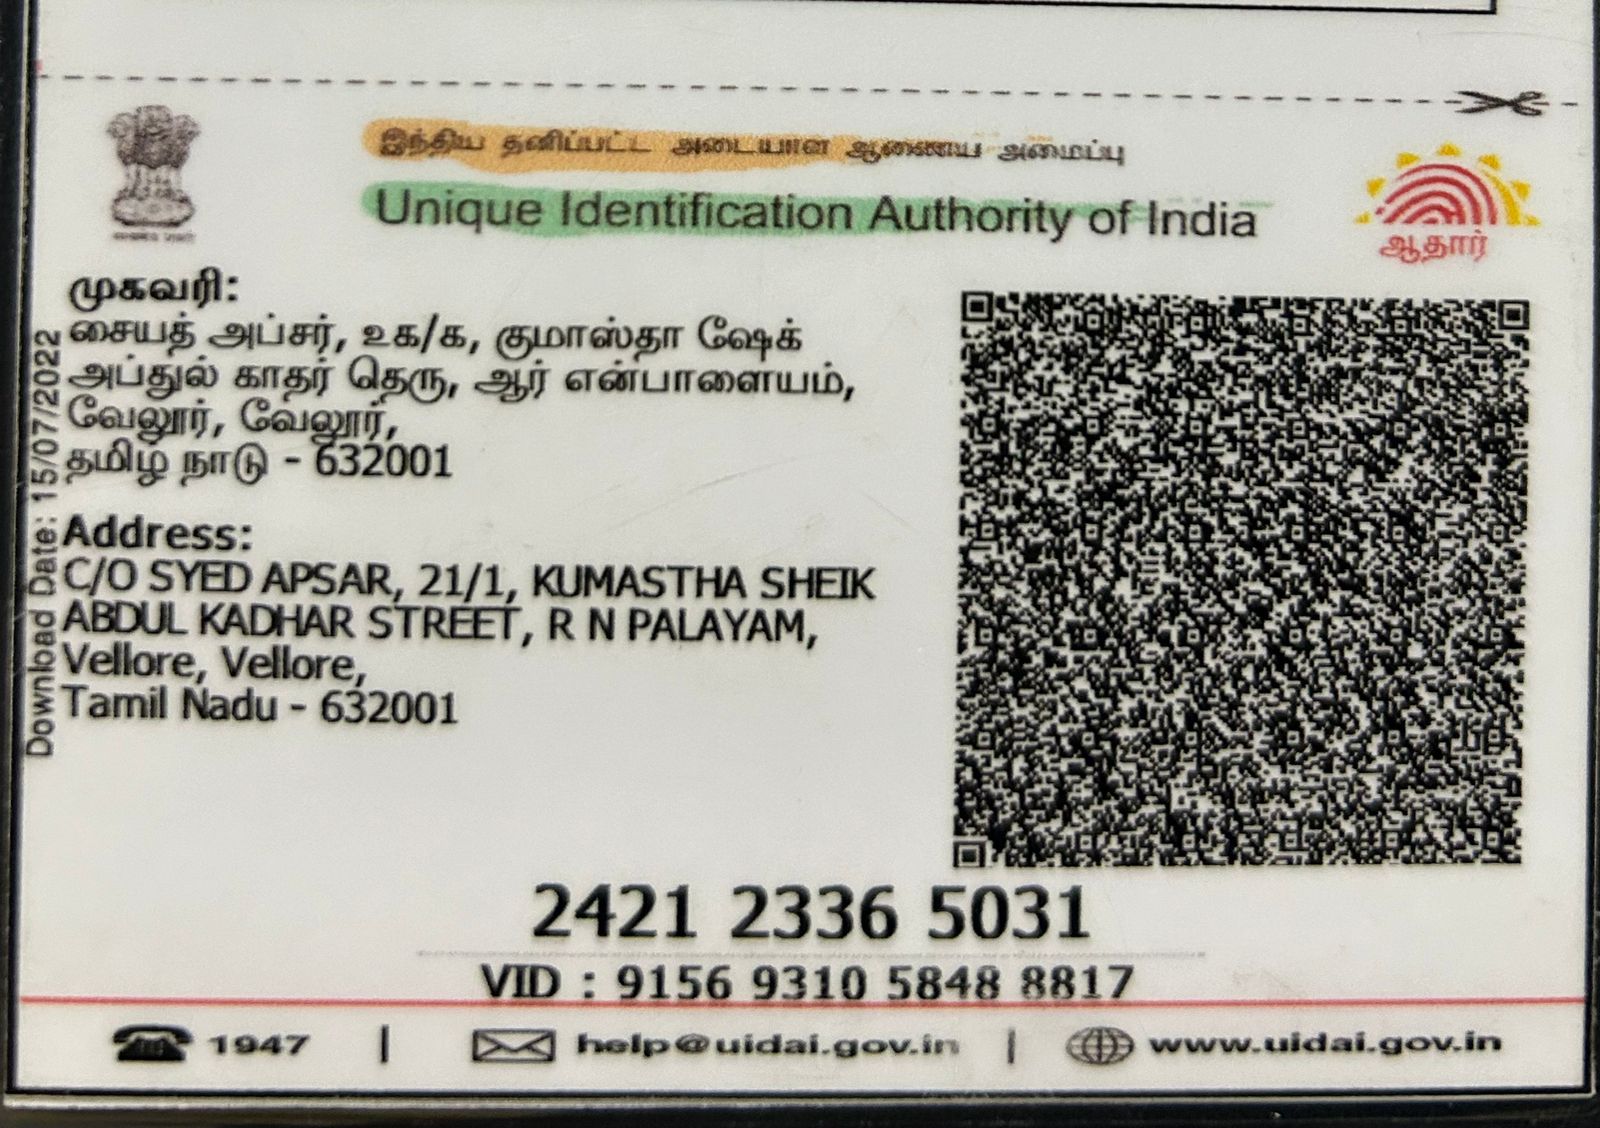 இந்திய தனிப்பட்ட அடையாள ஆணைய அமைப்பு
Unique Identification Authority of India
ஆதார்
முகவரி:
சையத் அப்சர், உக/க, குமாஸ்தா ஷேக்
அப்துல் காதர் தெரு, ஆர் என்பாளையம்,
வேலூர், வேலூர்,
தமிழ் நாடு - 632001
Address:
C/O SYED APSAR, 21/1, KUMASTHA SHEIK
ABDUL KADHAR STREET, R N PALAYAM,
Vellore, Vellore,
Tamil Nadu - 632001
Download Date: 15/07/2022
2421 2336 5031
VID : 9156 9310 5848 8817
1947 | help@uidai.gov.in | www.uidai.gov.in